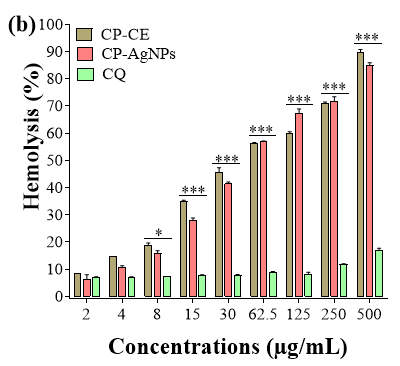 (b)
CP-CE
CP-AgNPs
CQ
Hemolysis (%)
100
90
80
70
60
50
40
30
20
10
0
*
***
***
***
***
***
***
2 4 8 15 30 62.5 125 250 500
Concentrations (µg/mL)